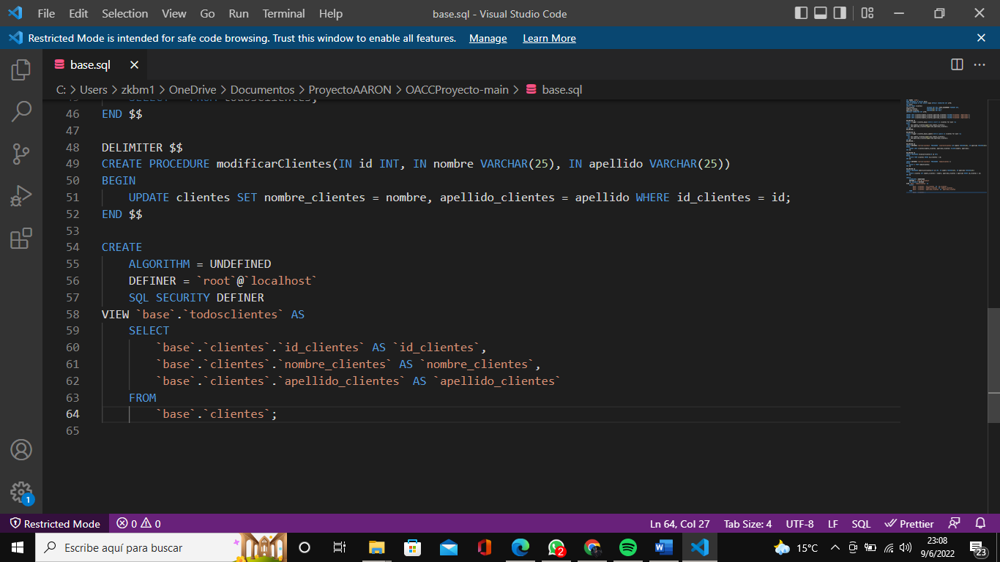 File Edit Selection View Go Run Terminal Help base.sql - Visual Studio Code
Restricted Mode is intended for safe code browsing. Trust this window to enable all features. Manage Learn More
base.sql
C: > Users > zkbm1 > OneDrive > Documentos > ProyectoAARON > OACCProyecto-main > base.sql
46 END $$
47
48 DELIMITER $$
49 CREATE PROCEDURE modificarClientes(IN id INT, IN nombre VARCHAR(25), IN apellido VARCHAR(25))
50 BEGIN
51 UPDATE clientes SET nombre_clientes = nombre, apellido_clientes = apellido WHERE id_clientes = id;
52 END $$
53
54 CREATE
55 ALGORITHM = UNDEFINED
56 DEFINER = `root`@`localhost`
57 SQL SECURITY DEFINER
58 VIEW `base`.`todosclientes` AS
59 SELECT
60 `base`.`clientes`.`id_clientes` AS `id_clientes`,
61 `base`.`clientes`.`nombre_clientes` AS `nombre_clientes`,
62 `base`.`clientes`.`apellido_clientes` AS `apellido_clientes`
63 FROM
64 `base`.`clientes`;
65
1
Restricted Mode 0 0 Ln 64, Col 27 Tab Size: 4 UTF-8 LF SQL Prettier
Escribe aquí para buscar 2 15°C 23:08
9/6/2022 23